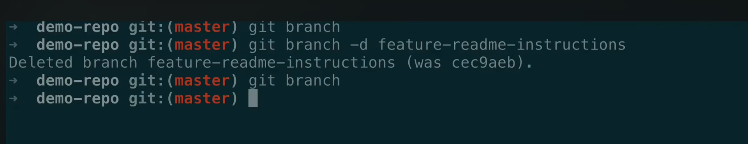 → demo-repo git:(master) git branch
→ demo-repo git:(master) git branch -d feature-readme-instructions
Deleted branch feature-readme-instructions (was cec9aeb).
→ demo-repo git:(master) git branch
→ demo-repo git:(master)